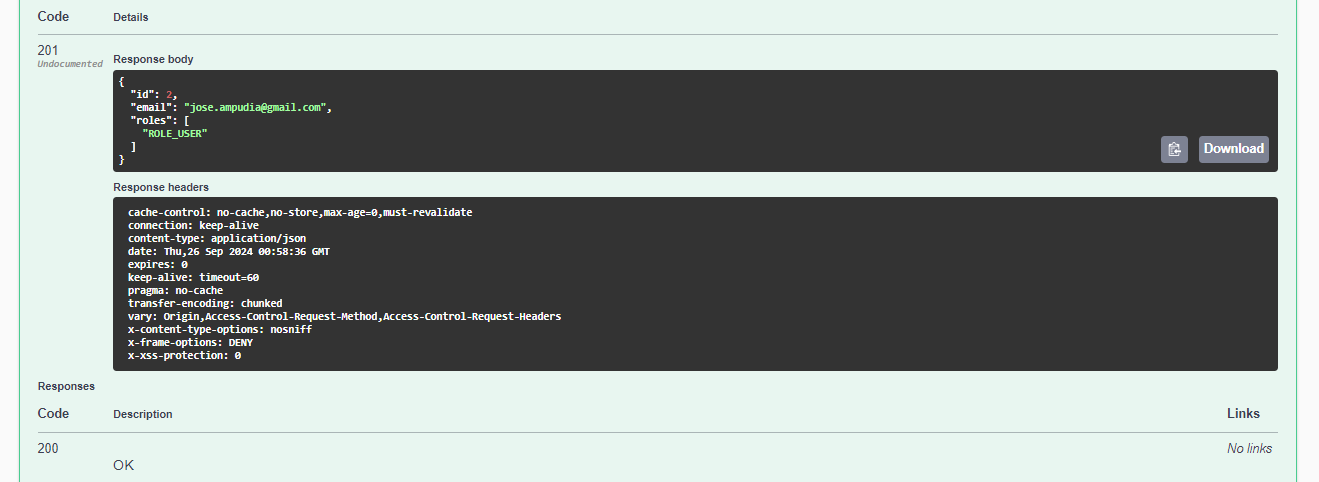 Code Details
201
Undocumented
Response body
{
  "id": 2,
  "email": "jose.ampudia@gmail.com",
  "roles": [
    "ROLE_USER"
  ]
}
Download
Response headers
cache-control: no-cache,no-store,max-age=0,must-revalidate
connection: keep-alive
content-type: application/json
date: Thu,26 Sep 2024 00:58:36 GMT
expires: 0
keep-alive: timeout=60
pragma: no-cache
transfer-encoding: chunked
vary: Origin,Access-Control-Request-Method,Access-Control-Request-Headers
x-content-type-options: nosniff
x-frame-options: DENY
x-xss-protection: 0
Responses
Code Description Links
200 No links
OK